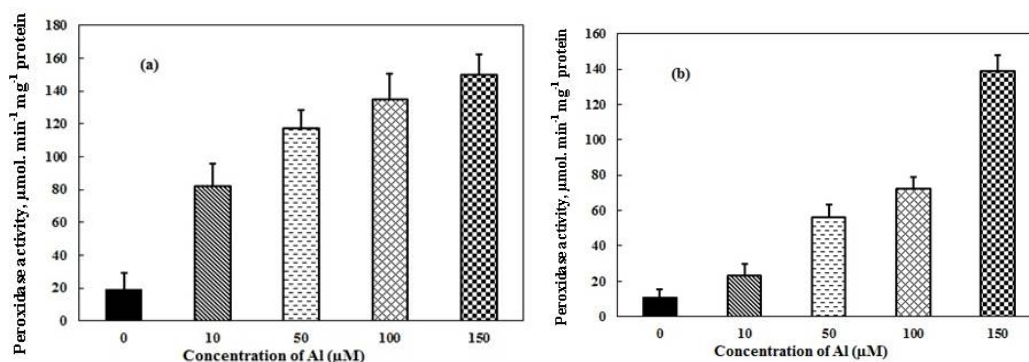 Peroxidase activity, µmol. min⁻¹ mg⁻¹ protein
180
160
140
120
100
80
60
40
20
0
(a)
0 10 50 100 150
Concentration of Al (µM)
Peroxidase activity, µmol. min⁻¹ mg⁻¹ protein
160
140
120
100
80
60
40
20
0
(b)
0 10 50 100 150
Concentration of Al (µM)